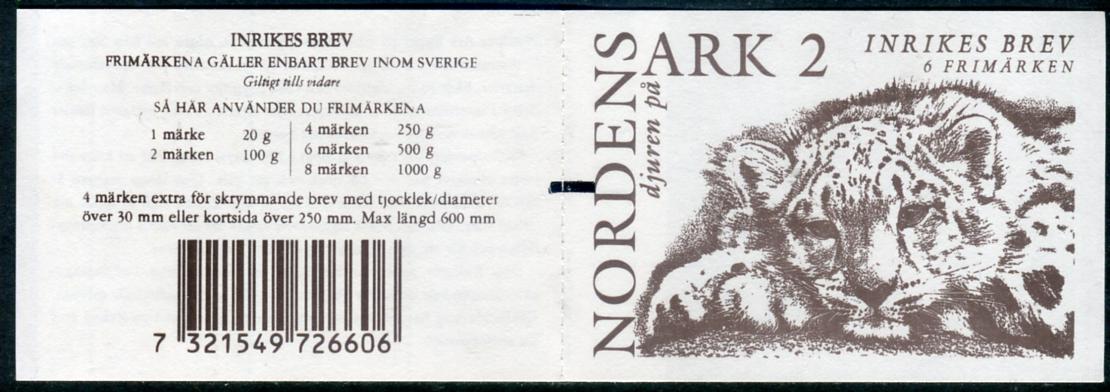 INRIKES BREV
FRIMÄRKENA GÄLLER ENBART BREV INOM SVERIGE
Giltigt tills vidare
SÅ HÄR ANVÄNDER DU FRIMÄRKENA
1 märke 20 g
2 märken 100 g
4 märken 250 g
6 märken 500 g
8 märken 1000 g
4 märken extra för skrymmande brev med tjocklek/diameter
över 30 mm eller kortsida över 250 mm. Max längd 600 mm
7 321549 726606
NORDENS
ARK 2
djuren på
INRIKES BREV
6 FRIMÄRKEN